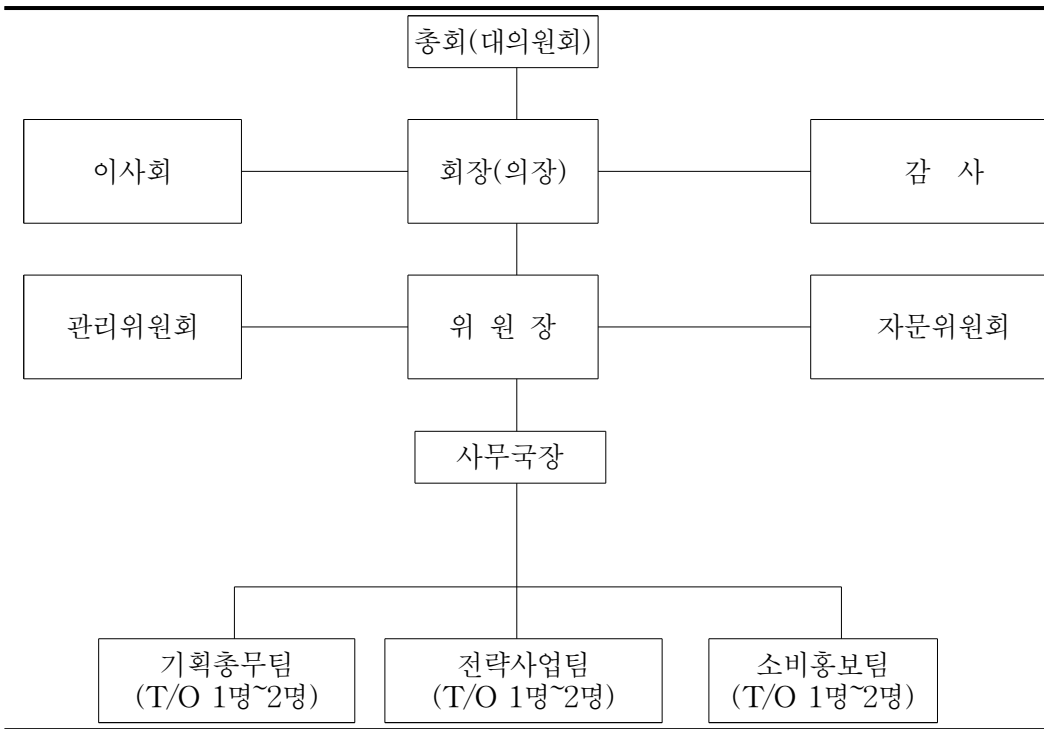 총회(대의원회)
이사회
회장(의장)
감 사
관리위원회
위 원 장
자문위원회
사무국장
기획총무팀
(T/O 1명~2명)
전략사업팀
(T/O 1명~2명)
소비홍보팀
(T/O 1명~2명)